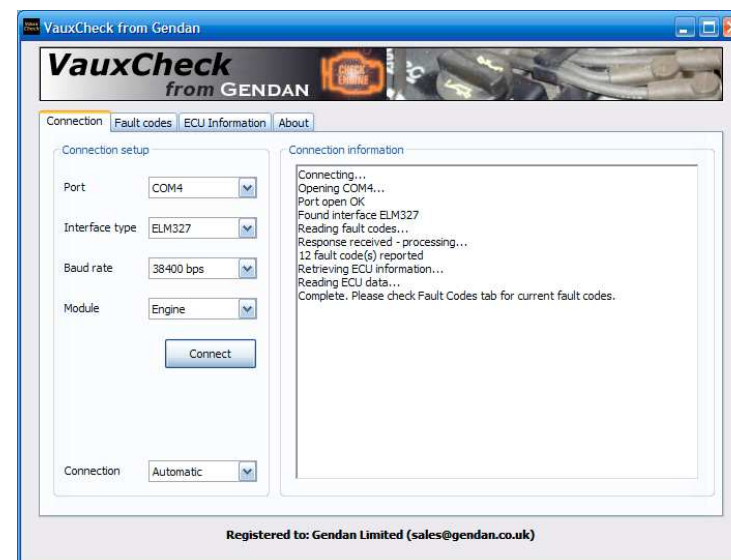 VauxCheck from Gendan
VauxCheck
from GENDAN
CHECK
ENGINE
Connection Fault codes ECU Information About
Connection setup
Port COM4
Interface type ELM327
Baud rate 38400 bps
Module Engine
Connect
Connection Automatic
Connection information
Connecting...
Opening COM4...
Port open OK
Found interface ELM327
Reading fault codes...
Response received - processing...
12 fault code(s) reported
Retrieving ECU information...
Reading ECU data...
Complete. Please check Fault Codes tab for current fault codes.
Registered to: Gendan Limited (sales@gendan.co.uk)